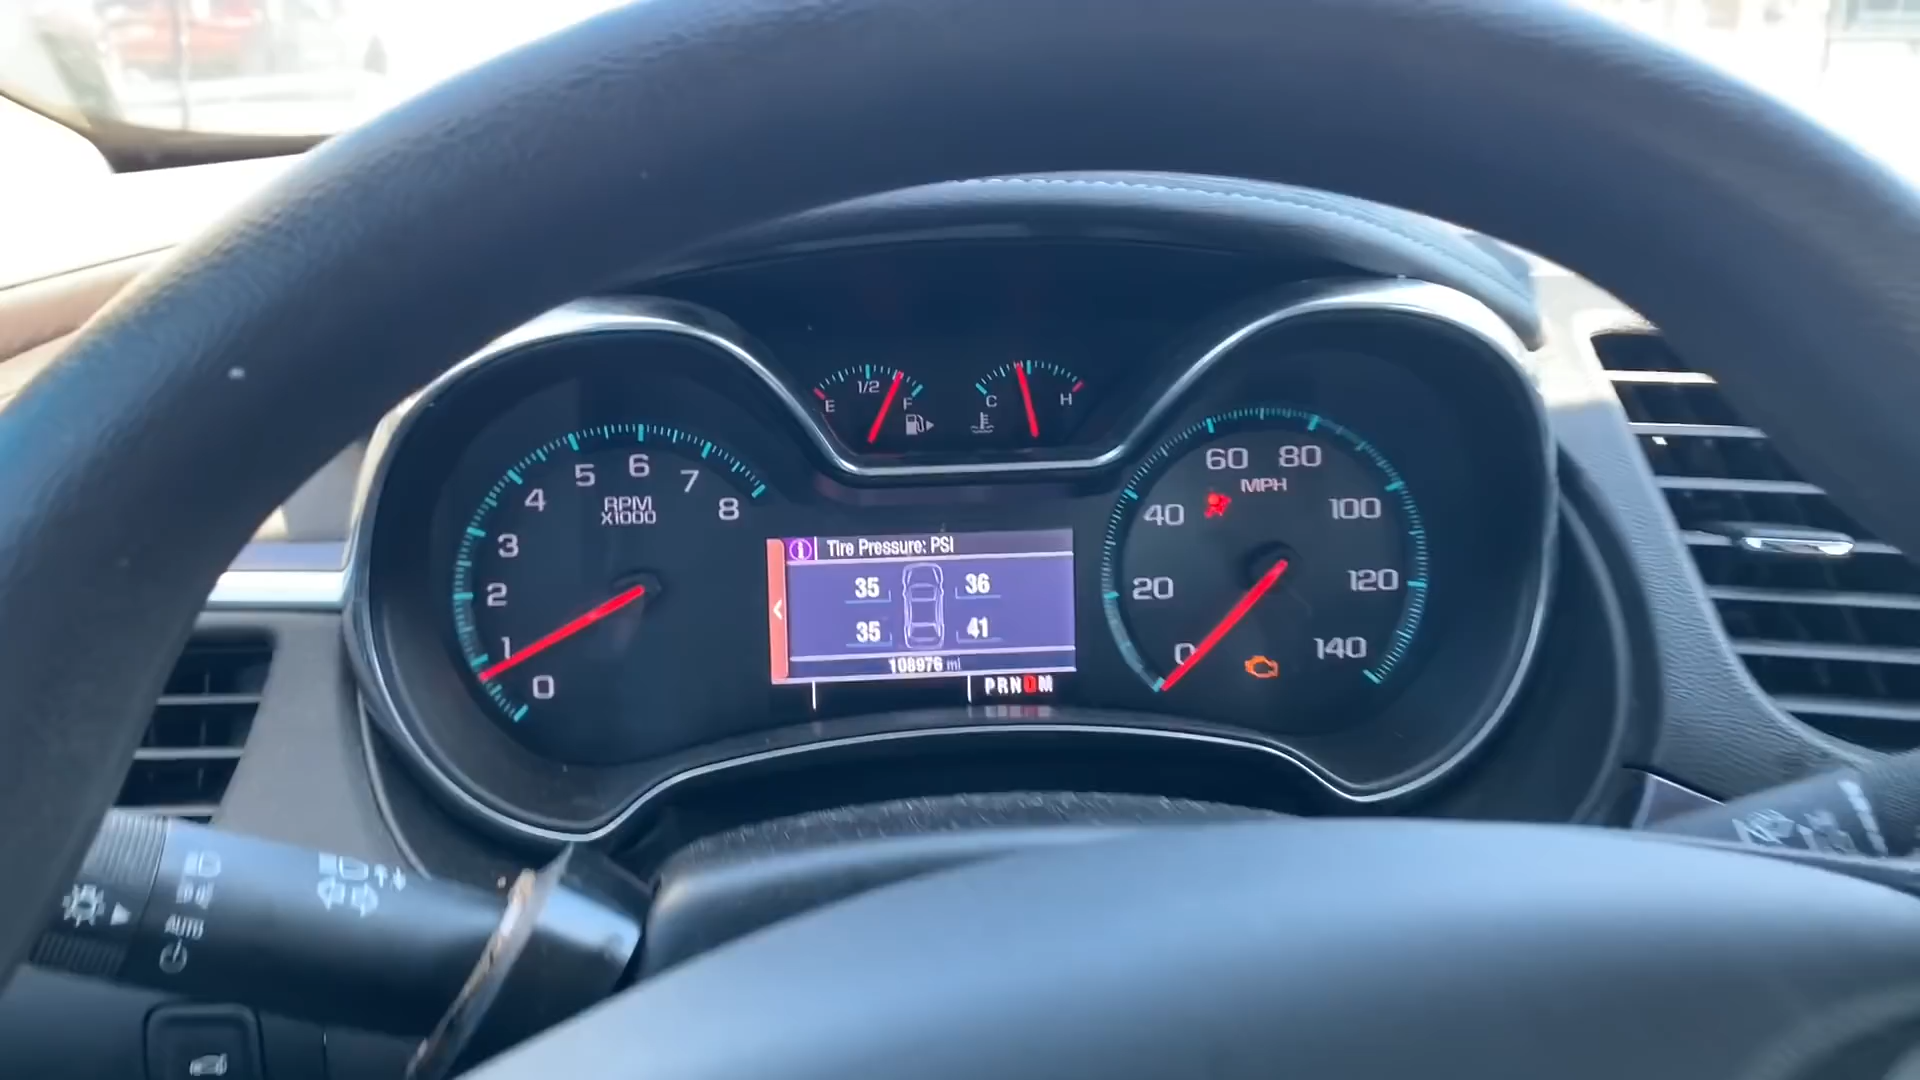 E 1/2 F
C H
0 1 2 3 4 5 6 7 8
RPM
X1000
0 20 40 60 80 100 120 140
MPH
Tire Pressure: PSI
35 36
35 41
108976 mi
PRNDM
AUTO